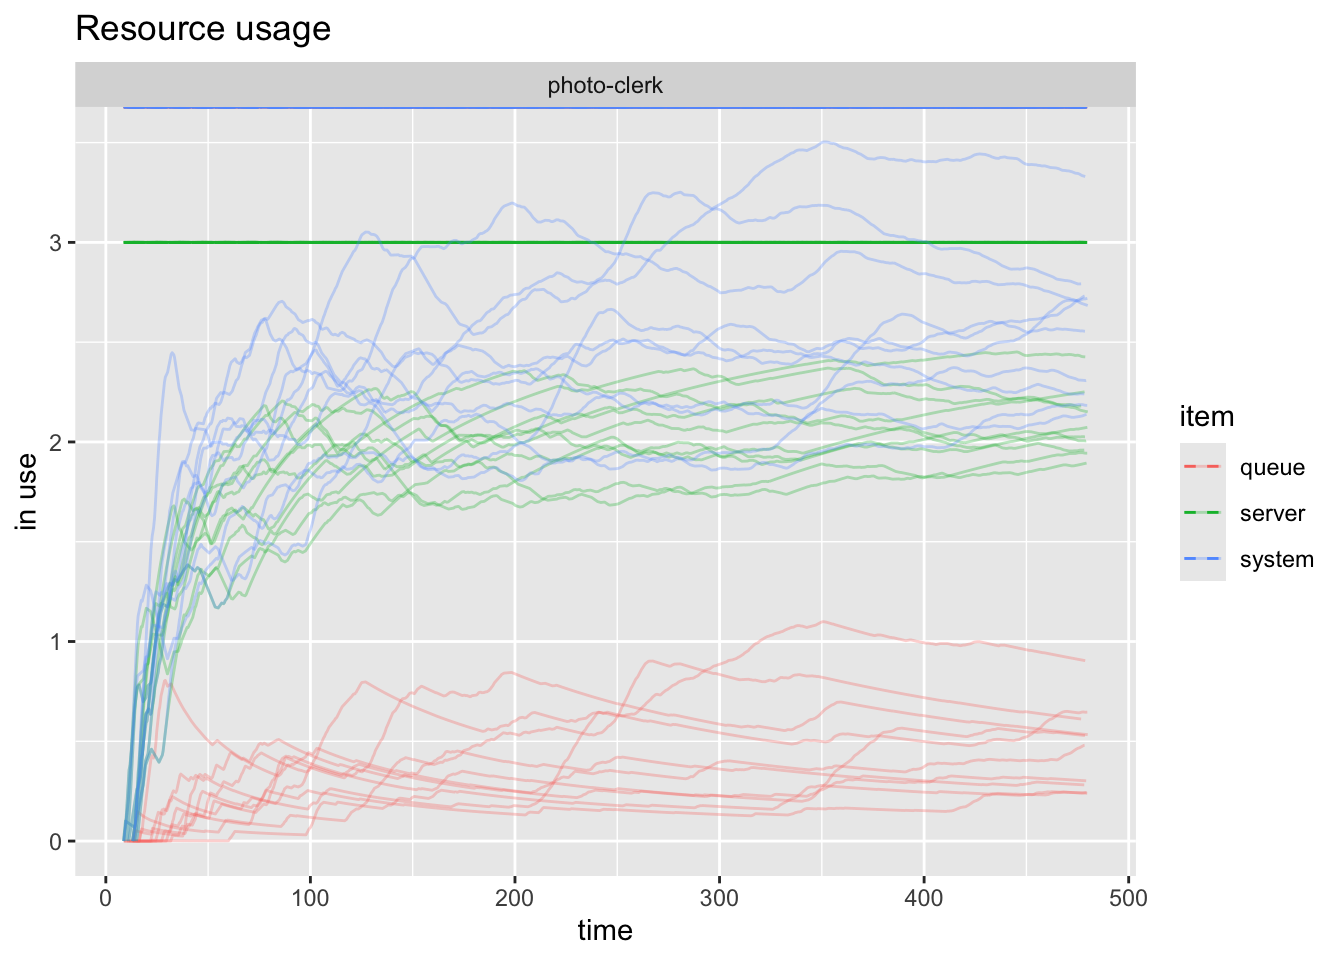 Resource usage
photo-clerk
in use
3
2
1
0
0 100 200 300 400 500
time
item
queue
server
system